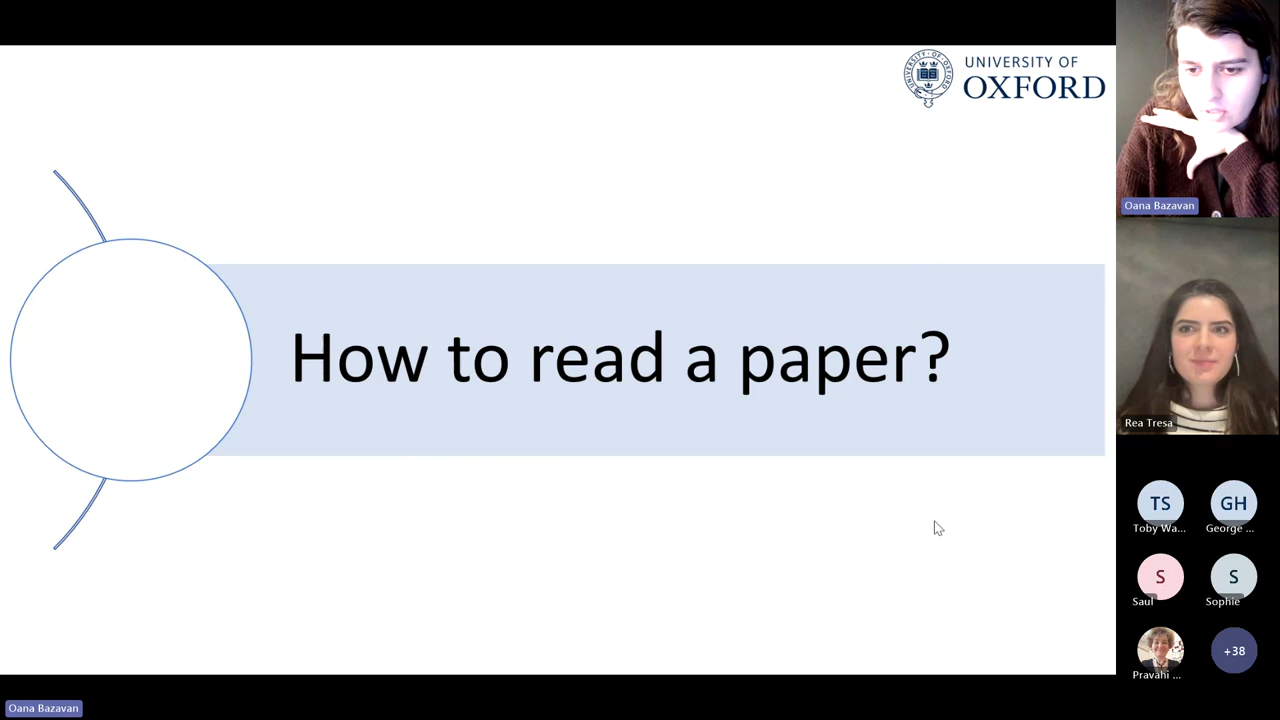 UNIVERSITY OF
OXFORD
How to read a paper?
Oana Bazavan
Rea Tresa
TS
GH
Toby Wa...
George ...
S
S
Saul
Sophie
Pravahi ...
+38
Oana Bazavan